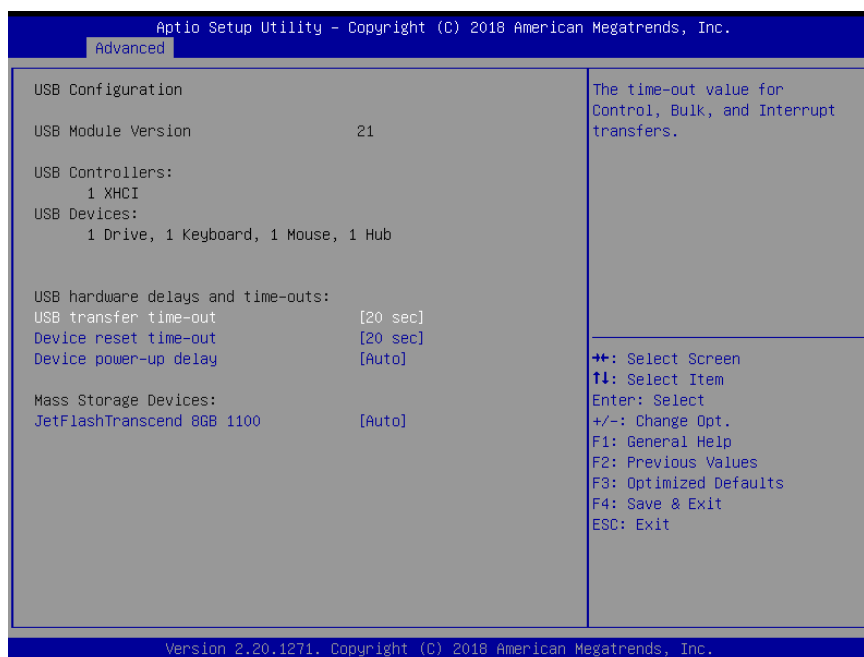 Aptio Setup Utility – Copyright (C) 2018 American Megatrends, Inc.
Advanced
USB Configuration
USB Module Version 21
USB Controllers:
1 XHCI
USB Devices:
1 Drive, 1 Keyboard, 1 Mouse, 1 Hub
USB hardware delays and time-outs:
USB transfer time-out [20 sec]
Device reset time-out [20 sec]
Device power-up delay [Auto]
Mass Storage Devices:
JetFlashTranscend 8GB 1100 [Auto]
The time-out value for
Control, Bulk, and Interrupt
transfers.
→←: Select Screen
↑↓: Select Item
Enter: Select
+/-: Change Opt.
F1: General Help
F2: Previous Values
F3: Optimized Defaults
F4: Save & Exit
ESC: Exit
Version 2.20.1271. Copyright (C) 2018 American Megatrends, Inc.